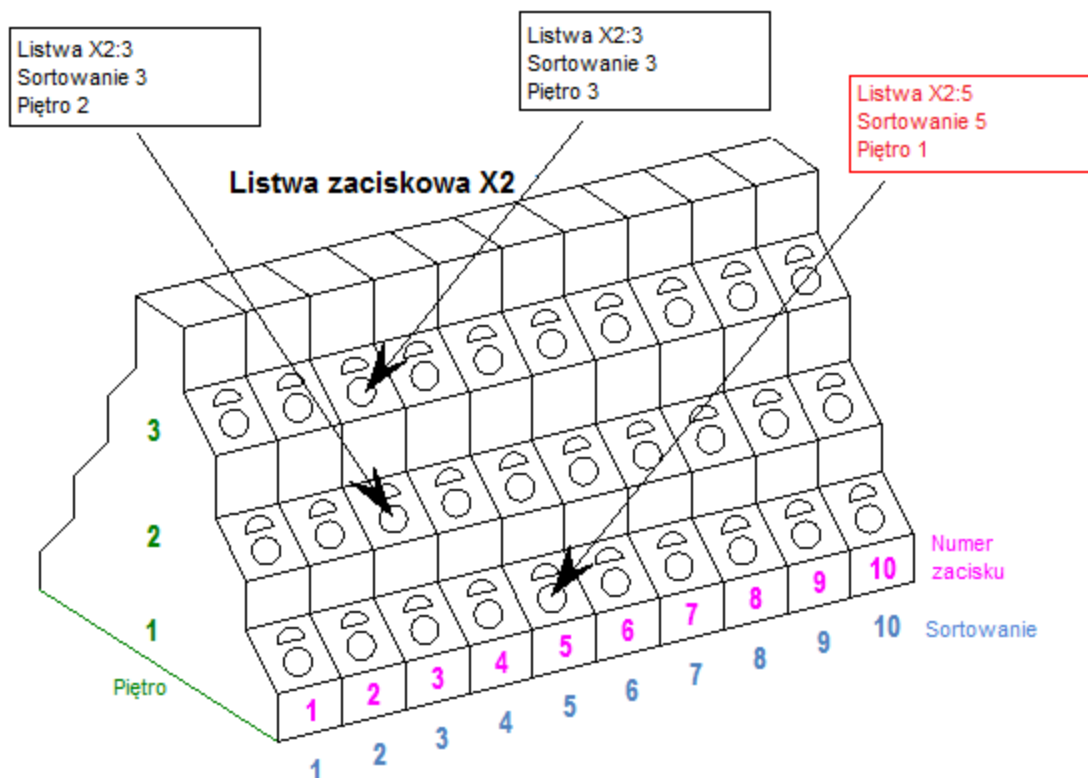 Listwa X2:3
Sortowanie 3
Piętro 2
Listwa X2:3
Sortowanie 3
Piętro 3
Listwa X2:5
Sortowanie 5
Piętro 1
Listwa zaciskowa X2
3
2
1
Piętro
1 2 3 4 5 6 7 8 9 10
Numer
zacisku
1 2 3 4 5 6 7 8 9 10
Sortowanie